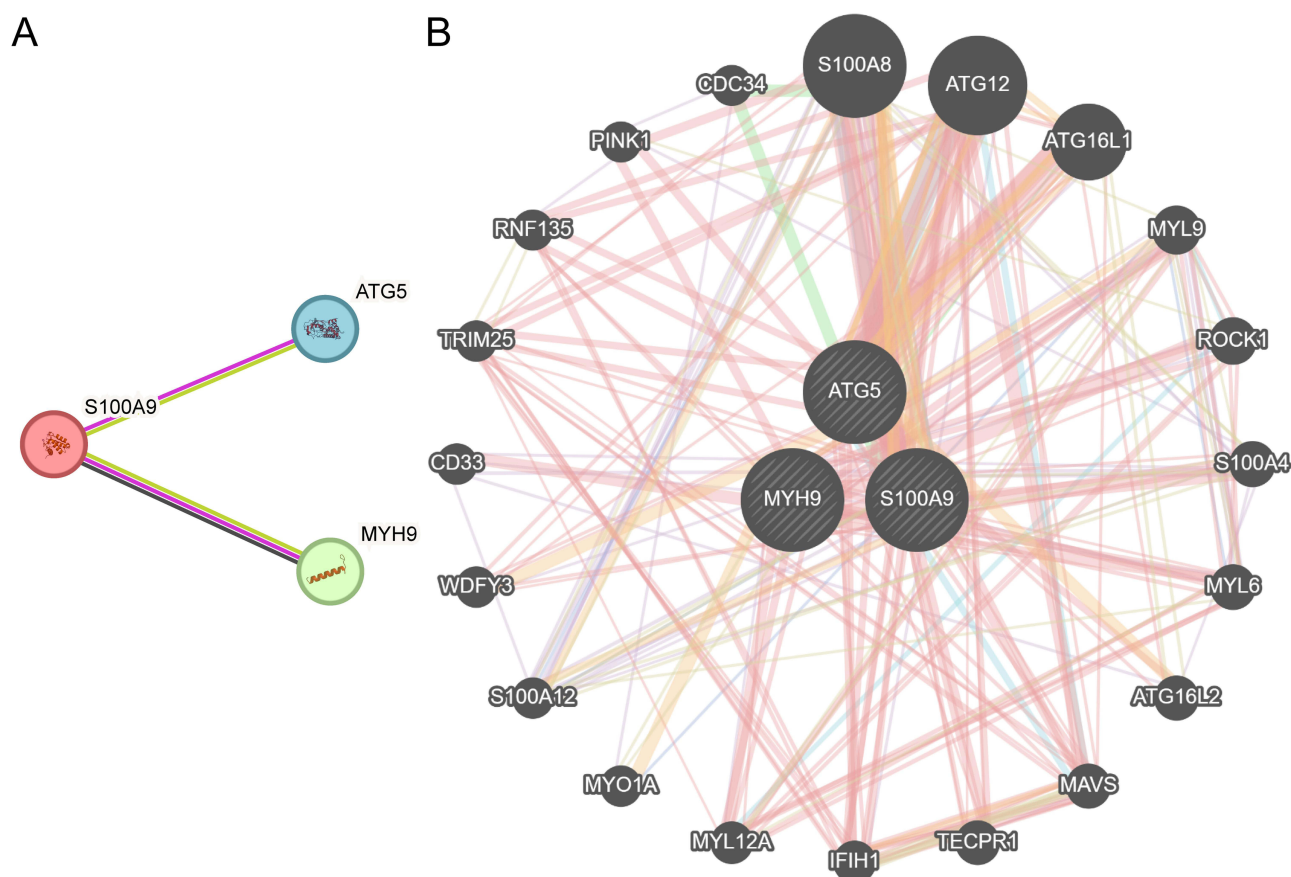 A
B
ATG5
S100A9
MYH9
S100A8
ATG12
CDC34
ATG16L1
PINK1
MYL9
RNF135
TRIM25
ROCK1
ATG5
CD33
S100A4
MYH9
S100A9
WDFY3
MYL6
S100A12
ATG16L2
MYO1A
MAVS
MYL12A
TECPR1
IFIH1